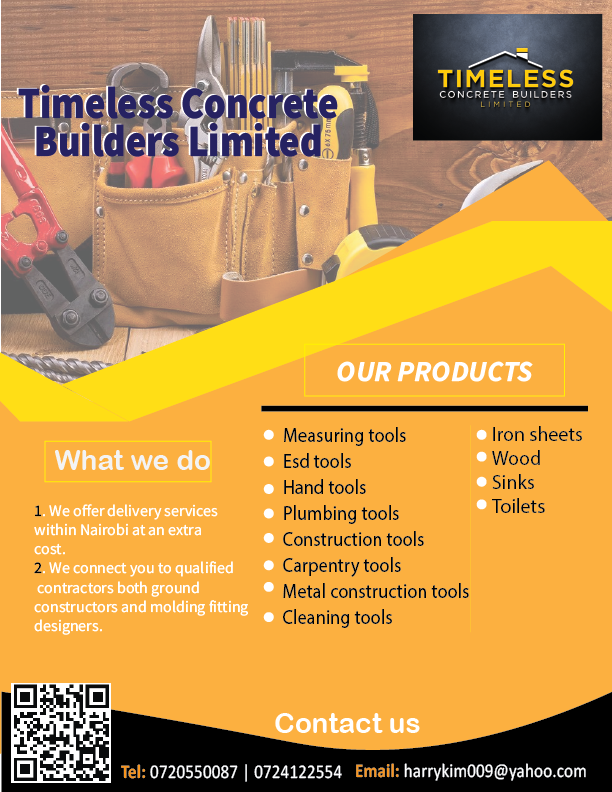 Timeless Concrete
Builders Limited
TIMELESS
CONCRETE BUILDERS
LIMITED
OUR PRODUCTS
Measuring tools
Esd tools
Hand tools
Plumbing tools
Construction tools
Carpentry tools
Metal construction tools
Cleaning tools
Iron sheets
Wood
Sinks
Toilets
What we do
1. We offer delivery services
within Nairobi at an extra
cost.
2. We connect you to qualified
contractors both ground
constructors and molding fitting
designers.
Contact us
Tel: 0720550087 | 0724122554 Email: harrykim009@yahoo.com